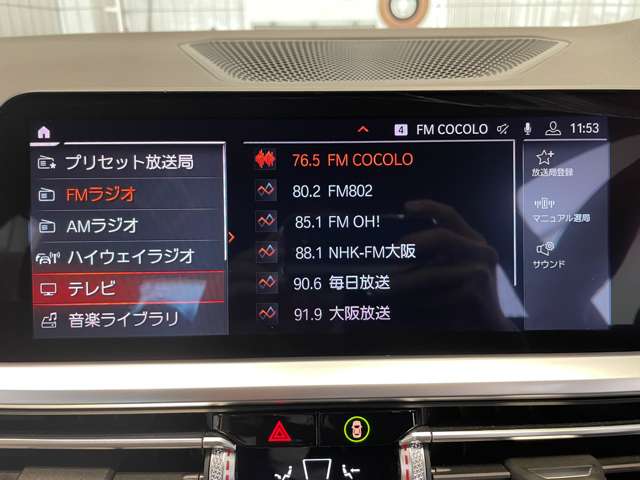 4 FM COCOLO 11:53
プリセット放送局
FMラジオ
AMラジオ
ハイウェイラジオ
テレビ
音楽ライブラリ
76.5 FM COCOLO
80.2 FM802
85.1 FM OH!
88.1 NHK-FM大阪
90.6 毎日放送
91.9 大阪放送
放送局登録
マニュアル選局
サウンド